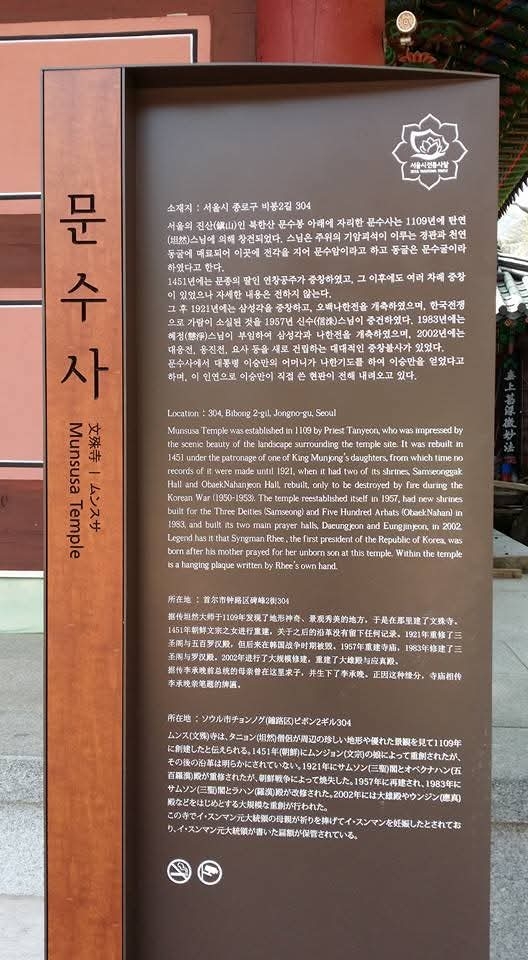 문수사
文殊寺 ㅡ ムンスサ
Munsusa Temple
서울시전통사찰
SEOUL TRADITIONAL TEMPLE
소재지 : 서울시 종로구 비봉2길 304
서울의 진산(鎭山)인 북한산 문수봉 아래에 자리한 문수사는 1109년에 탄연
(坦然)스님에 의해 창건되었다. 스님은 주위의 기암괴석이 이루는 경관과 천연
동굴에 매료되어 이곳에 전각을 지어 문수암이라고 하고 동굴은 문수굴이라
하였다고 한다.
1451년에는 문종의 딸인 연창공주가 중창하였고, 그 이후에도 여러 차례 중창
이 있었으나 자세한 내용은 전하지 않는다.
그 후 1921년에는 삼성각을 중창하고, 오백나한전을 개축하였으며, 한국전쟁
으로 가람이 소실된 것을 1957년 신수(信洙)스님이 중건하였다. 1983년에는
혜정(慧淨)스님이 부임하여 삼성각과 나한전을 개축하였으며, 2002년에는
대웅전, 응진전, 요사 등을 새로 건립하는 대대적인 중창불사가 있었다.
문수사에서 대통령 이승만의 어머니가 나한기도를 하여 이승만을 얻었다고
하며, 이 인연으로 이승만이 직접 쓴 현판이 전해 내려오고 있다.
Location : 304, Bibong 2-gil, Jongno-gu, Seoul
Munsusa Temple was established in 1109 by Priest Tanyeon, who was impressed by
the scenic beauty of the landscape surrounding the temple site. It was rebuilt in
1451 under the patronage of one of King Munjong's daughters, from which time no
records of it were made until 1921, when it had two of its shrines, Samseonggak
Hall and ObaekNahanjeon Hall, rebuilt, only to be destroyed by fire during the
Korean War (1950-1953). The temple reestablished itself in 1957, had new shrines
built for the Three Deities (Samseong) and Five Hundred Arhats (ObaekNahan) in
1983, and built its two main prayer halls, Daeungjeon and Eungjinjeon, in 2002.
Legend has it that Syngman Rhee , the first president of the Republic of Korea, was
born after his mother prayed for her unborn son at this temple. Within the temple
is a hanging plaque written by Rhee's own hand.
所在地 : 首尔市钟路区碑峰2街304
据传坦然大师于1109年发现了地形神奇、景观秀美的地方，于是在那里建了文殊寺。
1451年朝鲜文宗之女进行重建，关于之后的沿革没有留下任何记录。1921年重修了三
圣阁与五百罗汉殿，但后来在韩国战争时期被毁。1957年重建寺庙，1983年修建了三
圣阁与罗汉殿。2002年进行了大规模修建，重建了大雄殿与应真殿。
据传李承晚前总统的母亲曾在这里求子，并生下了李承晚。正因这种缘分，寺庙相传
李承晚亲笔题的牌匾。
所在地 : ソウル市チョンノグ(鐘路区)ビボン2ギル304
ムンス(文殊)寺は、タニョン(坦然)僧侶が周辺の珍しい地形や優れた景観を見て1109年
に創建したと伝えられる。1451年(朝鮮)にムンジョン(文宗)の娘によって重創されたが、
その後の沿革は明らかにされていない。1921年にサムソン(三聖)閣とオベクナハン(五
百羅漢)殿が重修されたが、朝鮮戦争によって焼失した。1957年に再建され、1983年に
サムソン(三聖)閣とラハン(羅漢)殿が改修された。2002年には大雄殿やウンジン(應真)
殿などをはじめとする大規模な重創が行われた。
この寺でイ・スンマン元大統領の母親が祈りを捧げてイ・スンマンを妊娠したとされてお
り、イ・スンマン元大統領が書いた扁額が保管されている。
無上甚深微妙法